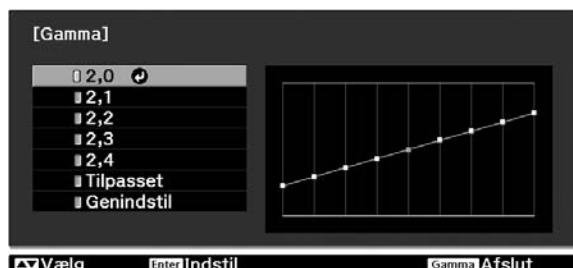 [Gamma]
2,0
2,1
2,2
2,3
2,4
Tilpasset
Genindstil
Vælg Enter Indstil Gamma Afslut